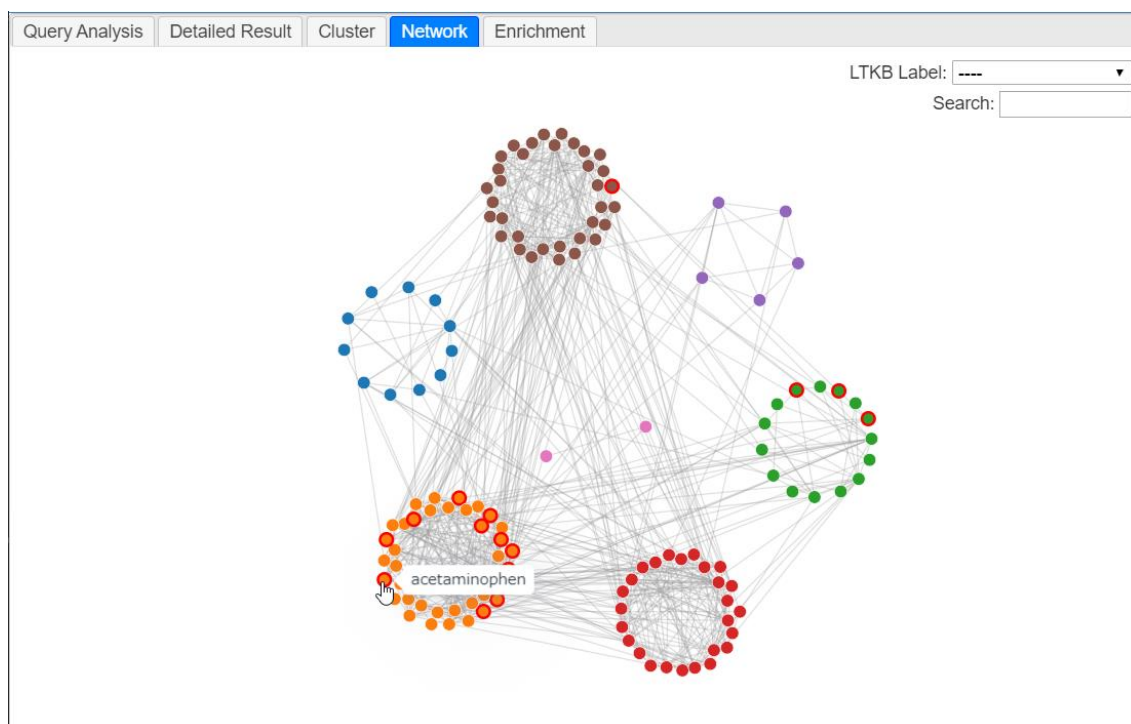 Query Analysis Detailed Result Cluster Network Enrichment
LTKB Label: ----
Search:
acetaminophen